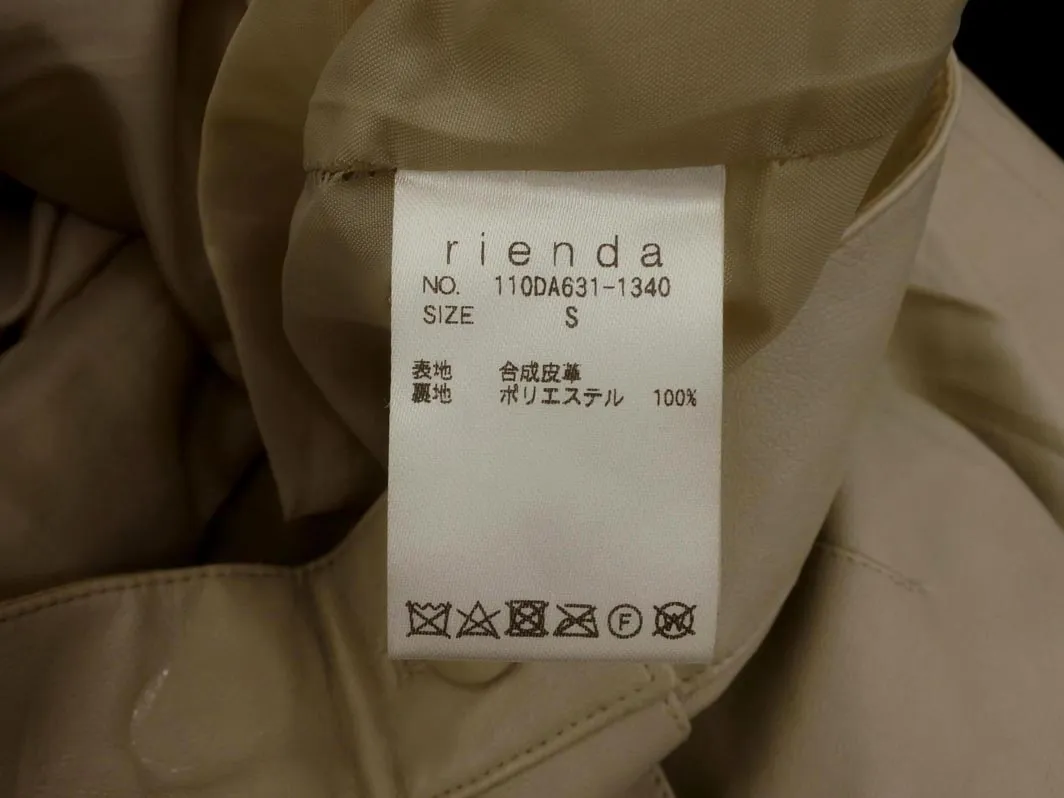 rienda
NO. 110DA631-1340
SIZE S
表地 合成皮革
裏地 ポリエステル 100%
F
W